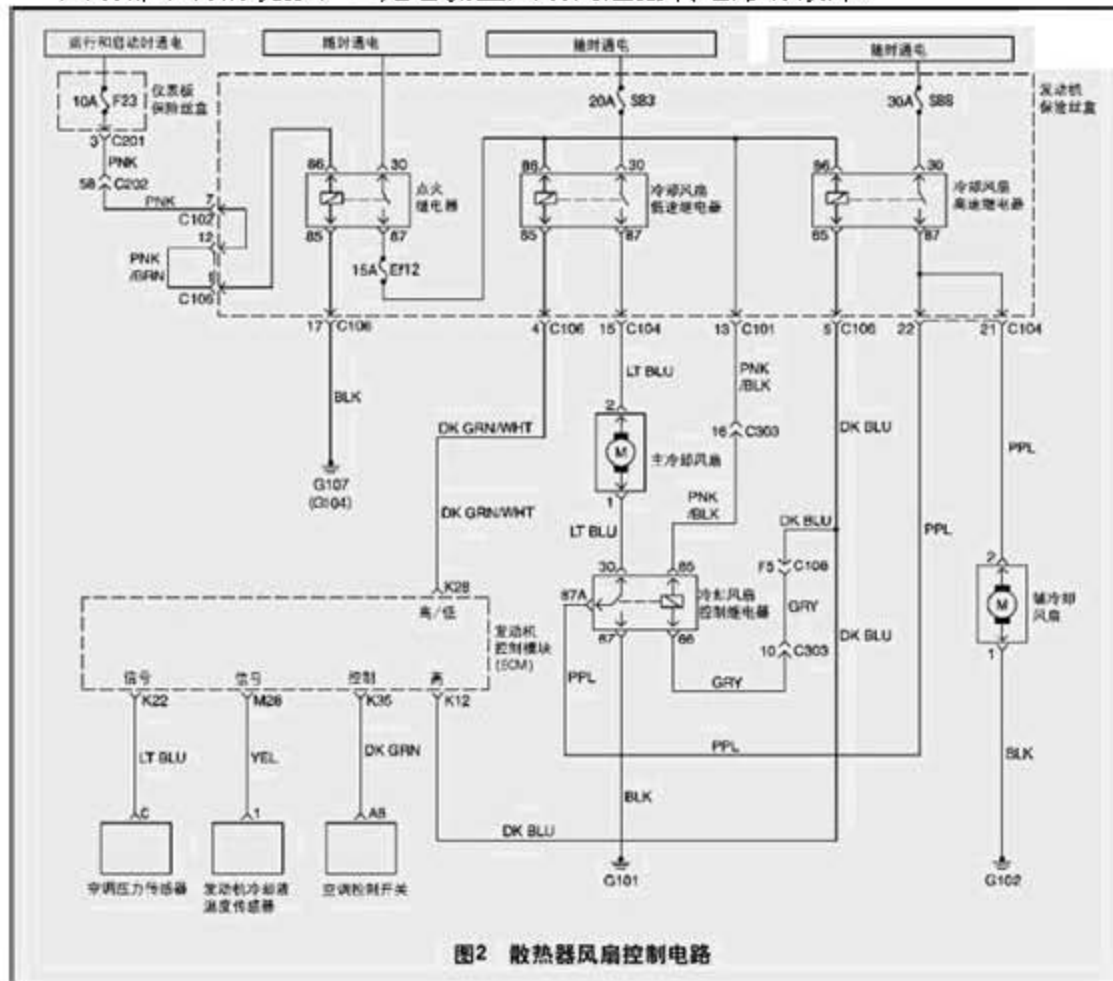 运行和启动时通电
随时通电
随时通电
随时通电
10A F23
仪表板
保险丝盒
20A SB3
30A SB8
发动机
保险丝盒
3 C201
PNK
58 C202
PNK
7
C102
12
PNK
/BRN
C106
86 30
点火
继电器
85 87
15A Ef12
86 30
冷却风扇
低速继电器
85 87
86 30
冷却风扇
高速继电器
85 87
17 C106
4 C106
15 C104
13 C101
5 C106
22
21 C104
BLK
G107
(G104)
LT BLU
PNK
/BLK
DK GRN/WHT
2
M
主冷却风扇
1
16 C303
DK BLU
PPL
DK GRN/WHT
LT BLU
PNK
/BLK
DK BLU
PPL
F5 C108
30 85
87A
冷却风扇
控制继电器
87 86
GRY
10 C303
DK BLU
2
M
辅冷却
风扇
1
K28
高/低
发动机
控制模块
(ECM)
信号 信号 控制 高
K22 M28 K35 K12
PPL
GRY
PPL
LT BLU
YEL
DK GRN
BLK
BLK
DK BLU
C 1 A8
空调压力传感器
发动机冷却液
温度传感器
空调控制开关
G101
G102
图2 散热器风扇控制电路